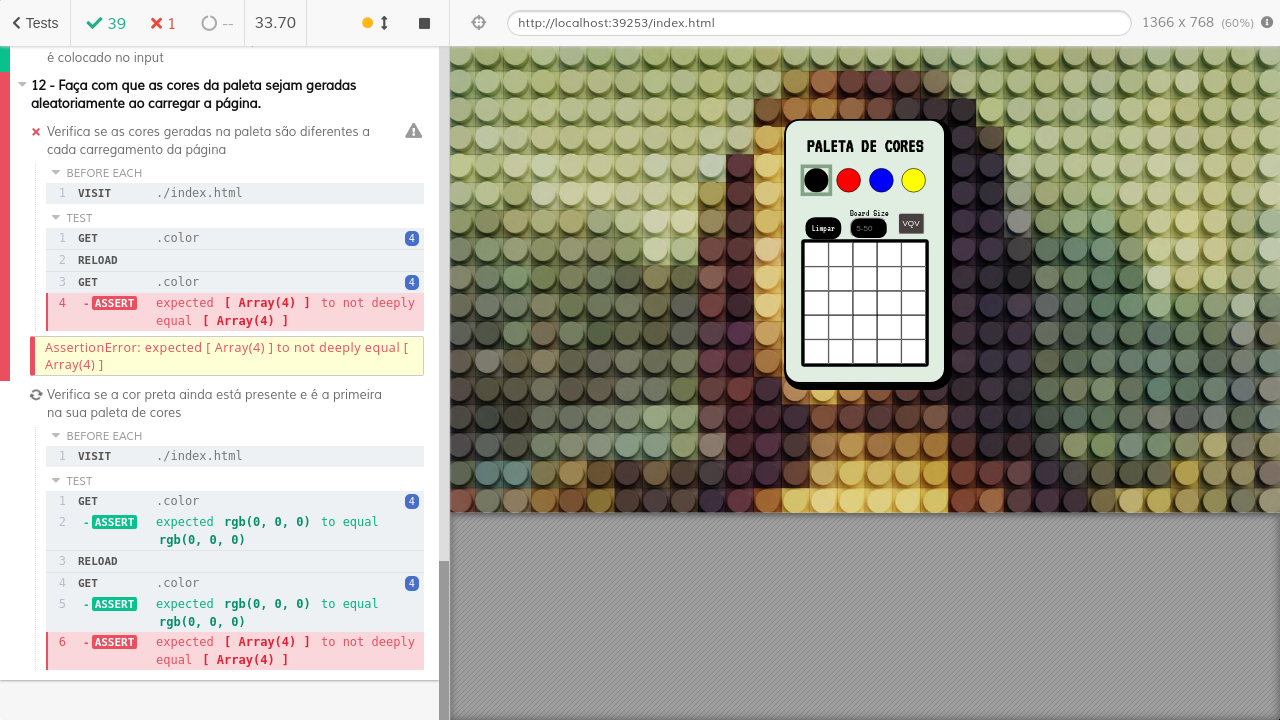 Tests
39
1
--
33.70
http://localhost:39253/index.html
1366 x 768 (60%)
é colocado no input
12 - Faça com que as cores da paleta sejam geradas
aleatoriamente ao carregar a página.
Verifica se as cores geradas na paleta são diferentes a
cada carregamento da página
BEFORE EACH
1 VISIT ./index.html
TEST
1 GET .color 4
2 RELOAD
3 GET .color 4
4 -ASSERT expected [ Array(4) ] to not deeply
equal [ Array(4) ]
AssertionError: expected [ Array(4) ] to not deeply equal [
Array(4) ]
Verifica se a cor preta ainda está presente e é a primeira
na sua paleta de cores
BEFORE EACH
1 VISIT ./index.html
TEST
1 GET .color 4
2 -ASSERT expected rgb(0, 0, 0) to equal
rgb(0, 0, 0)
3 RELOAD
4 GET .color 4
5 -ASSERT expected rgb(0, 0, 0) to equal
rgb(0, 0, 0)
6 -ASSERT expected [ Array(4) ] to not deeply
equal [ Array(4) ]
PALETA DE CORES
Board Size
Limpar
5-50
VQV